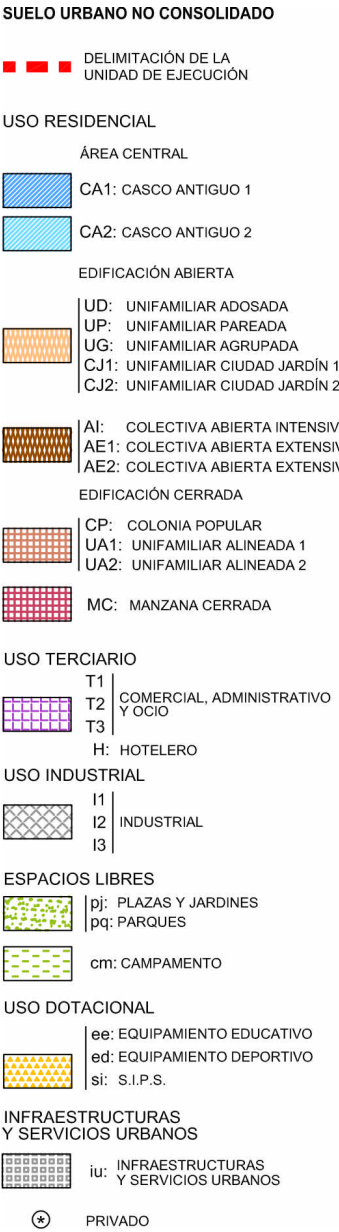 SUELO URBANO NO CONSOLIDADO
DELIMITACIÓN DE LA
UNIDAD DE EJECUCIÓN
USO RESIDENCIAL
ÁREA CENTRAL
CA1: CASCO ANTIGUO 1
CA2: CASCO ANTIGUO 2
EDIFICACIÓN ABIERTA
UD: UNIFAMILIAR ADOSADA
UP: UNIFAMILIAR PAREADA
UG: UNIFAMILIAR AGRUPADA
CJ1: UNIFAMILIAR CIUDAD JARDÍN 1
CJ2: UNIFAMILIAR CIUDAD JARDÍN 2
AI: COLECTIVA ABIERTA INTENSIV
AE1: COLECTIVA ABIERTA EXTENSIV
AE2: COLECTIVA ABIERTA EXTENSIV
EDIFICACIÓN CERRADA
CP: COLONIA POPULAR
UA1: UNIFAMILIAR ALINEADA 1
UA2: UNIFAMILIAR ALINEADA 2
MC: MANZANA CERRADA
USO TERCIARIO
T1
T2
T3
COMERCIAL, ADMINISTRATIVO
Y OCIO
H: HOTELERO
USO INDUSTRIAL
I1
I2 INDUSTRIAL
I3
ESPACIOS LIBRES
pj: PLAZAS Y JARDINES
pq: PARQUES
cm: CAMPAMENTO
USO DOTACIONAL
ee: EQUIPAMIENTO EDUCATIVO
ed: EQUIPAMIENTO DEPORTIVO
si: S.I.P.S.
INFRAESTRUCTURAS
Y SERVICIOS URBANOS
iu: INFRAESTRUCTURAS
Y SERVICIOS URBANOS
* PRIVADO